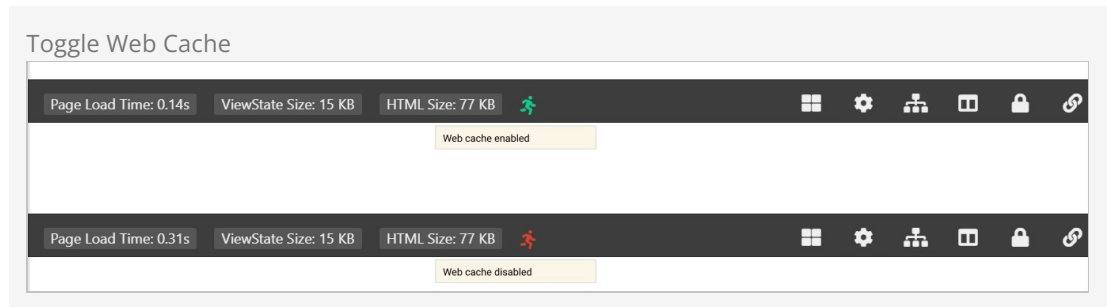 Toggle Web Cache
Page Load Time: 0.14s ViewState Size: 15 KB HTML Size: 77 KB
Web cache enabled
Page Load Time: 0.31s ViewState Size: 15 KB HTML Size: 77 KB
Web cache disabled